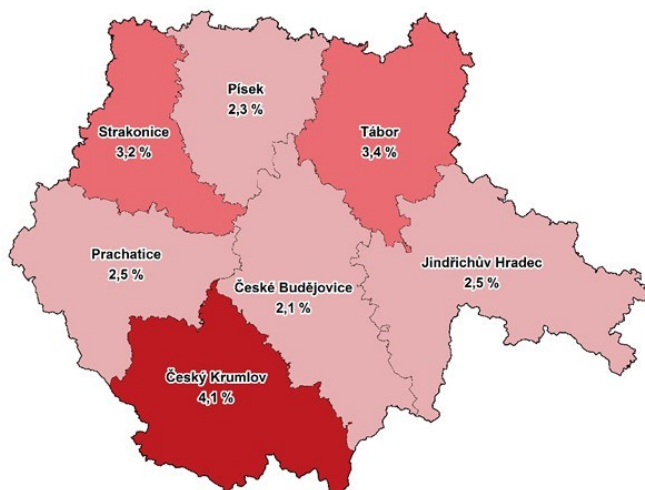 Písek
2,3 %
Strakonice
3,2 %
Tábor
3,4 %
Prachatice
2,5 %
České Budějovice
2,1 %
Jindřichův Hradec
2,5 %
Český Krumlov
4,1 %